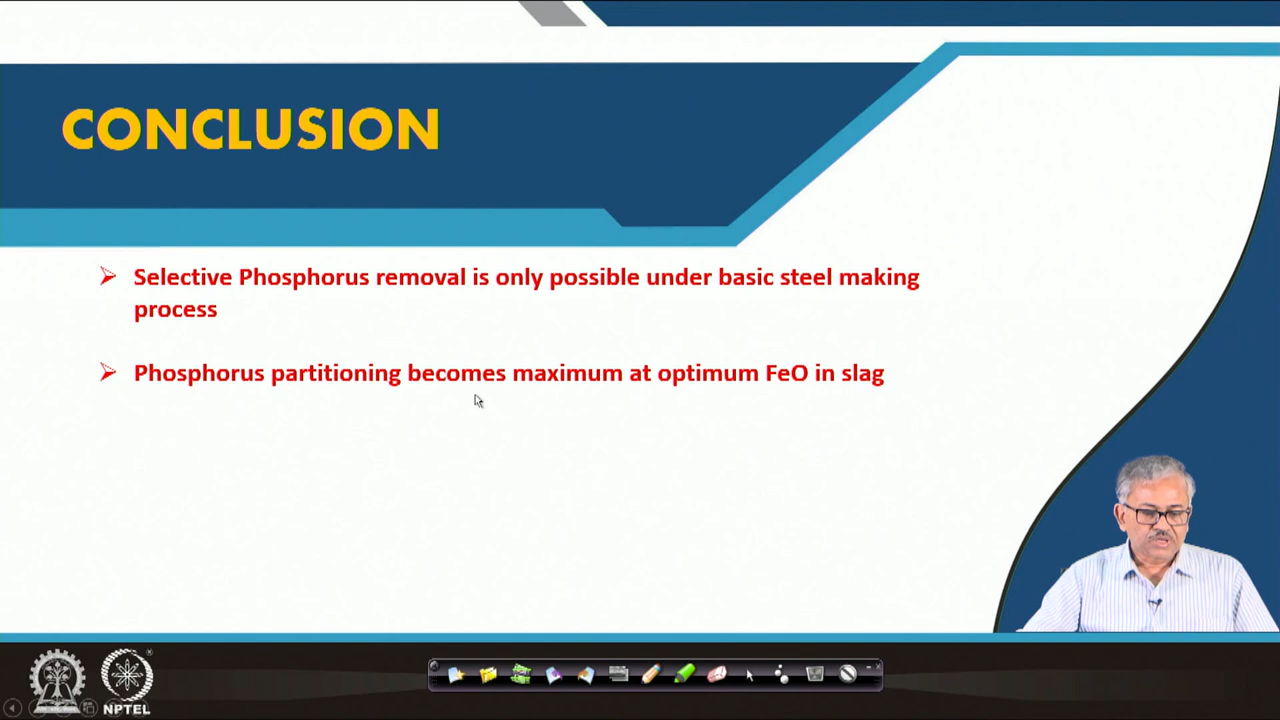 CONCLUSION
Selective Phosphorus removal is only possible under basic steel making
process
Phosphorus partitioning becomes maximum at optimum FeO in slag
NPTEL